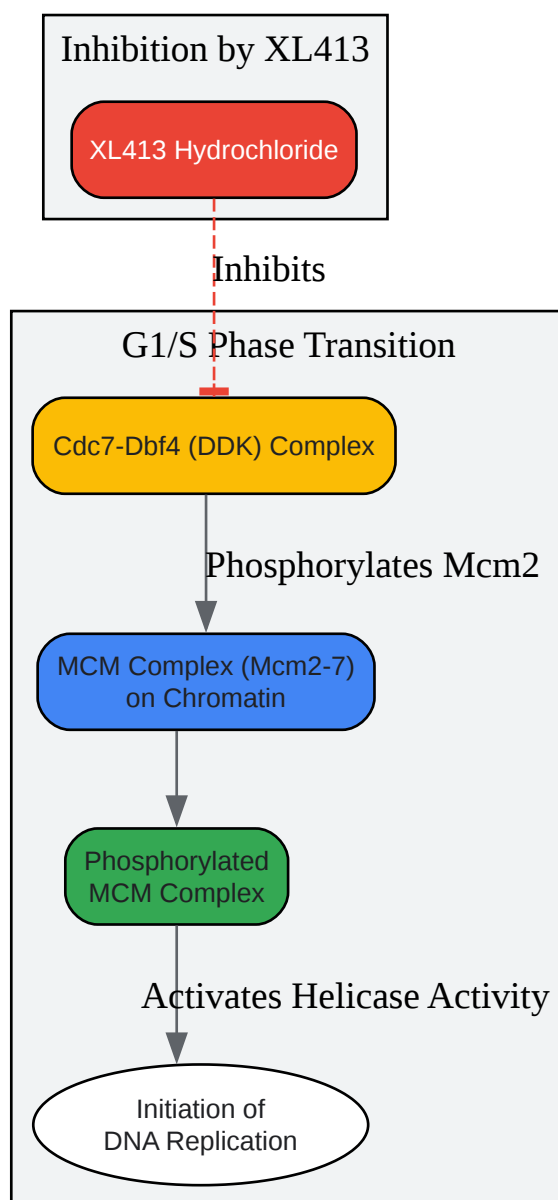 Inhibition by XL413
XL413 Hydrochloride
Inhibits
G1/S Phase Transition
Cdc7-Dbf4 (DDK) Complex
Phosphorylates Mcm2
MCM Complex (Mcm2-7)
on Chromatin
Phosphorylated
MCM Complex
Activates Helicase Activity
Initiation of
DNA Replication